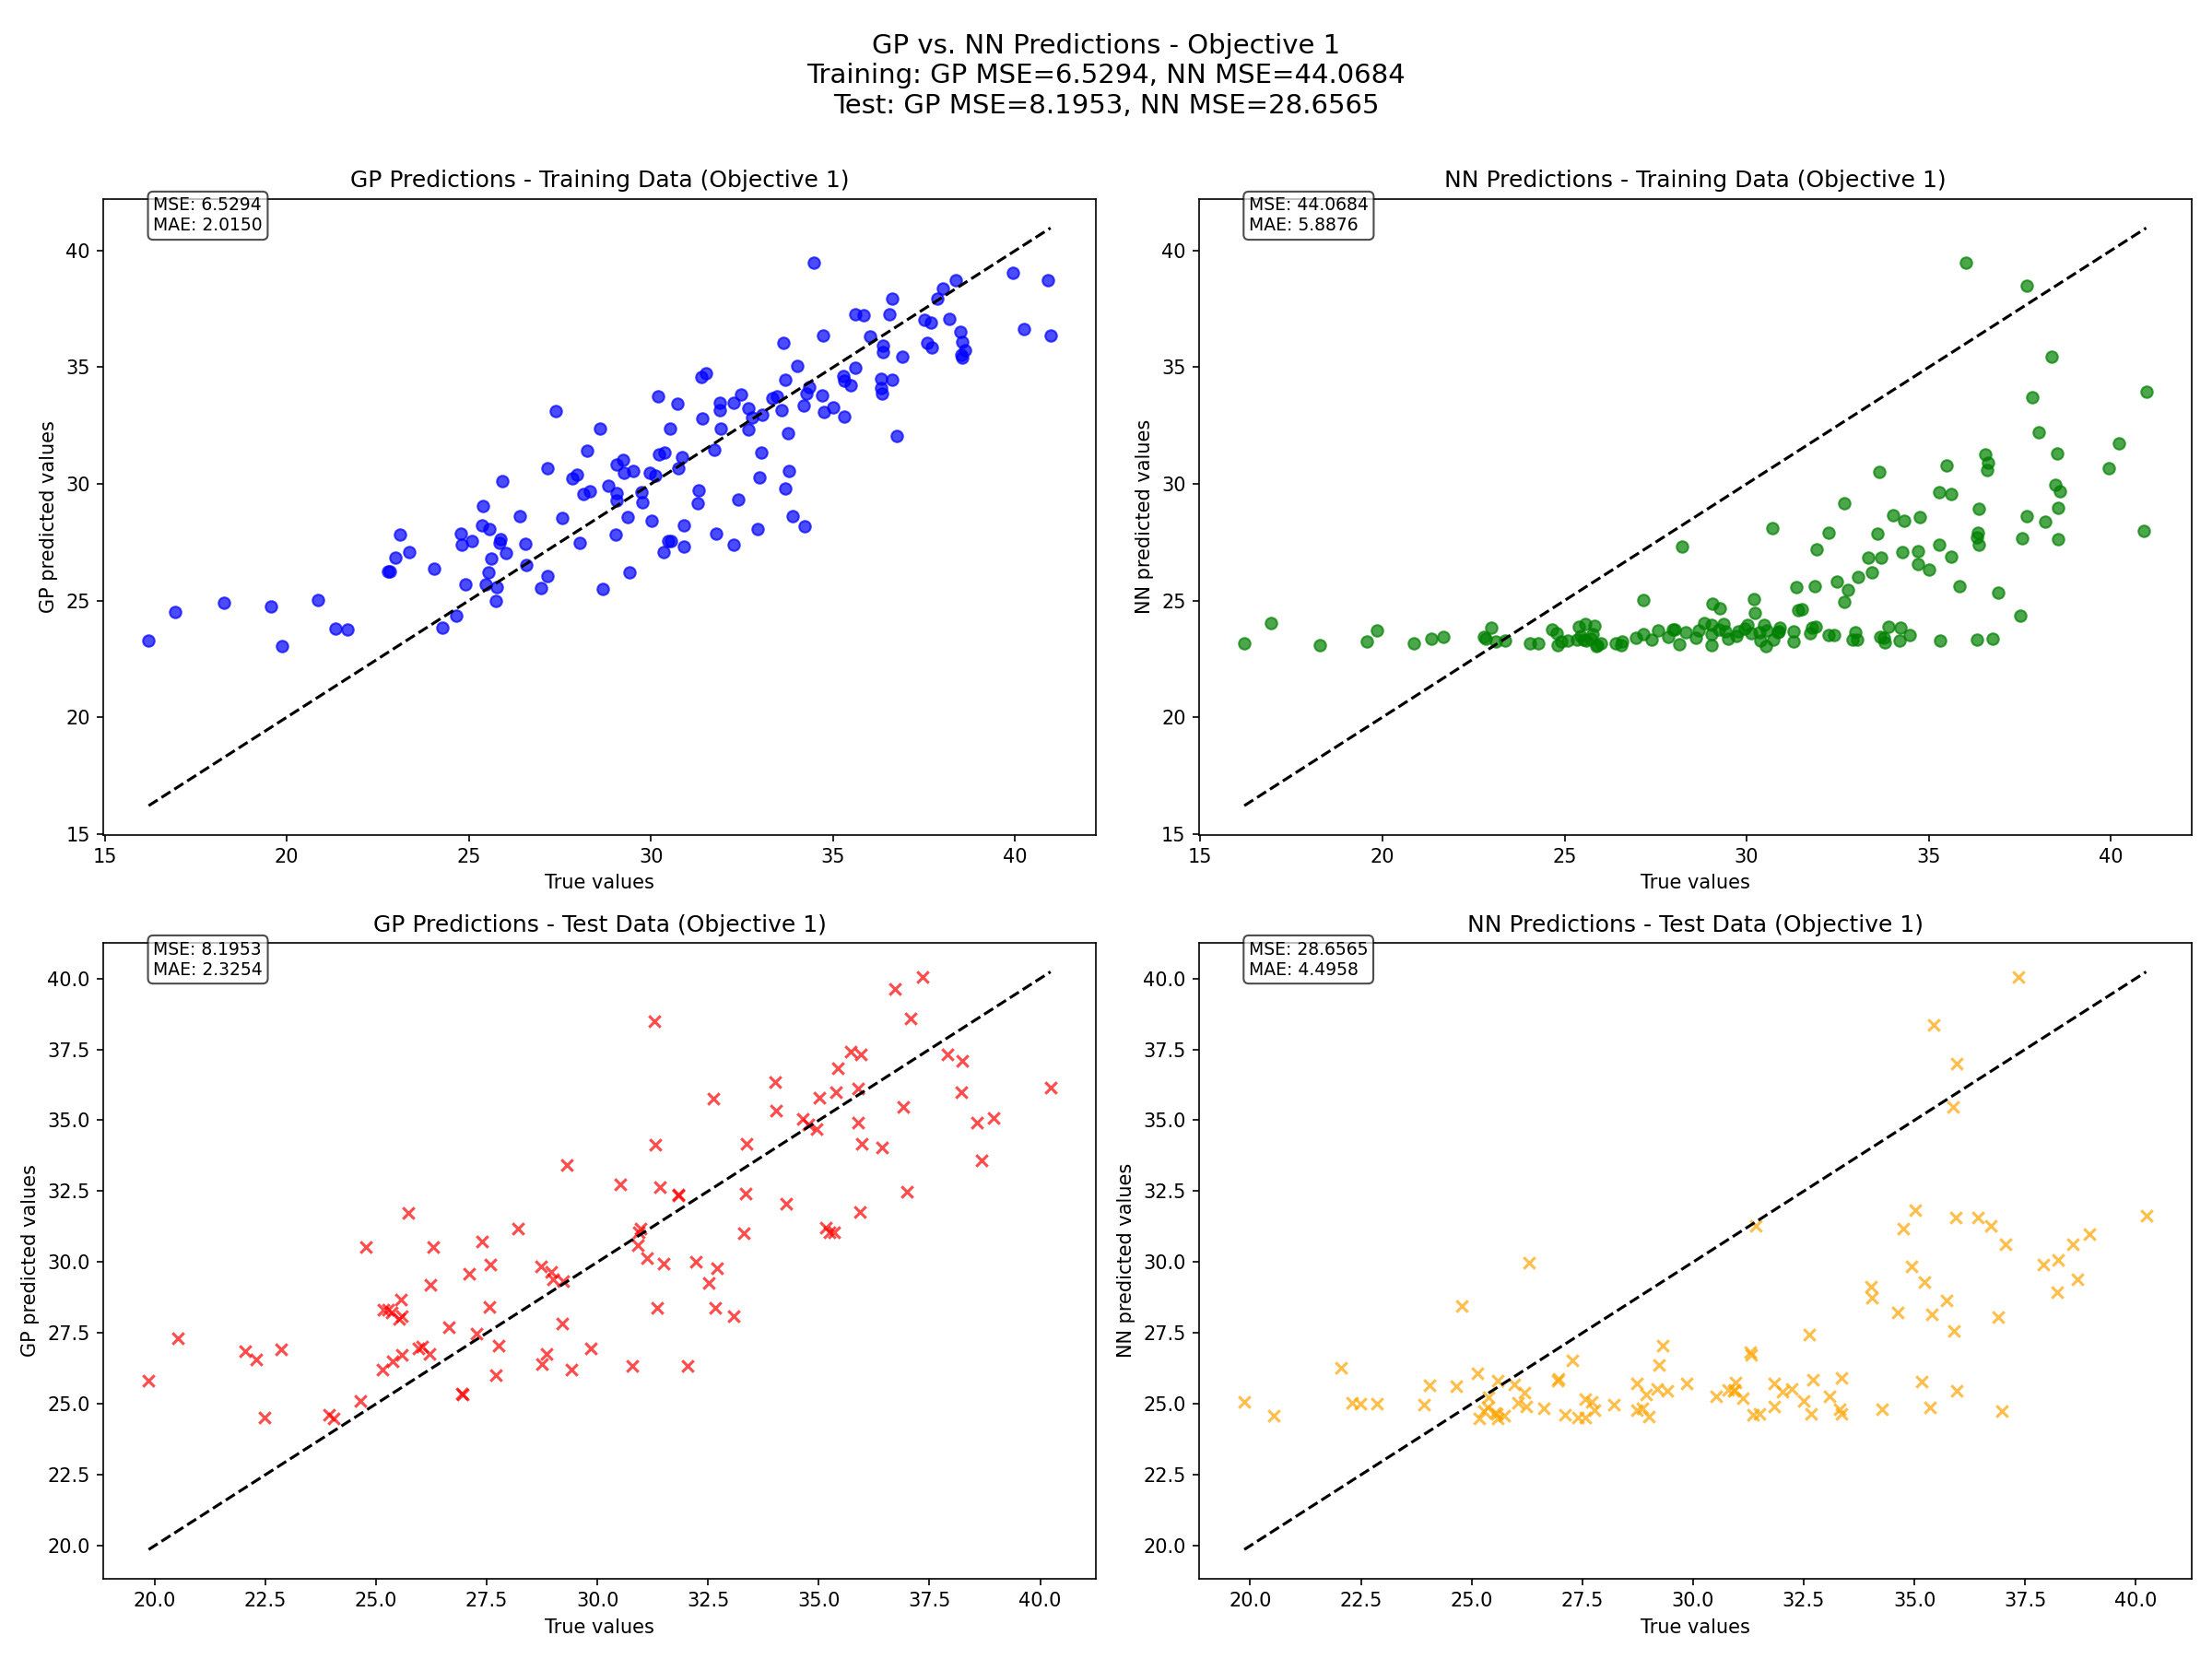 GP vs. NN Predictions - Objective 1
Training: GP MSE=6.5294, NN MSE=44.0684
Test: GP MSE=8.1953, NN MSE=28.6565
GP Predictions - Training Data (Objective 1)
MSE: 6.5294
MAE: 2.0150
GP predicted values
40
35
30
25
20
15
15 20 25 30 35 40
True values
NN Predictions - Training Data (Objective 1)
MSE: 44.0684
MAE: 5.8876
NN predicted values
40
35
30
25
20
15
15 20 25 30 35 40
True values
GP Predictions - Test Data (Objective 1)
MSE: 8.1953
MAE: 2.3254
GP predicted values
40.0
37.5
35.0
32.5
30.0
27.5
25.0
22.5
20.0
20.0 22.5 25.0 27.5 30.0 32.5 35.0 37.5 40.0
True values
NN Predictions - Test Data (Objective 1)
MSE: 28.6565
MAE: 4.4958
NN predicted values
40.0
37.5
35.0
32.5
30.0
27.5
25.0
22.5
20.0
20.0 22.5 25.0 27.5 30.0 32.5 35.0 37.5 40.0
True values